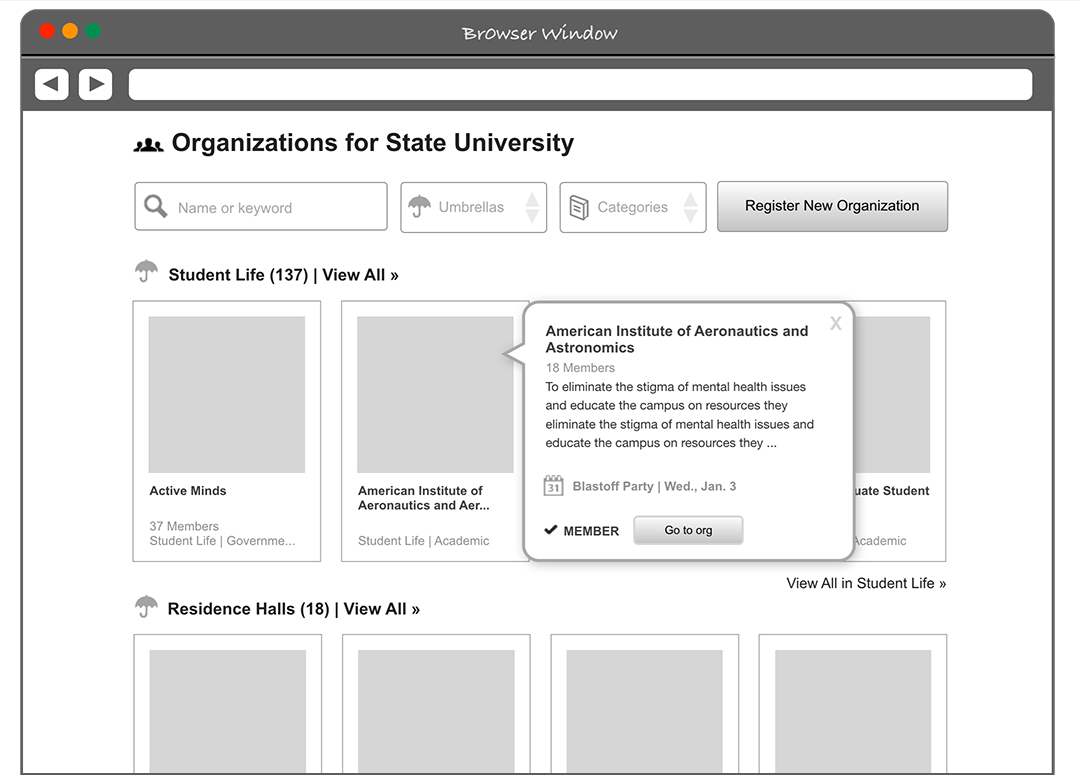 Browser Window
Organizations for State University
Name or keyword
Umbrellas
Categories
Register New Organization
Student Life (137) | View All »
Active Minds
37 Members
Student Life | Governme...
American Institute of
Aeronautics and Aer...
Student Life | Academic
American Institute of Aeronautics and
Astronomics
X
18 Members
To eliminate the stigma of mental health issues
and educate the campus on resources they
eliminate the stigma of mental health issues and
educate the campus on resources they ...
31
Blastoff Party | Wed., Jan. 3
MEMBER
Go to org
uate Student
Academic
View All in Student Life »
Residence Halls (18) | View All »